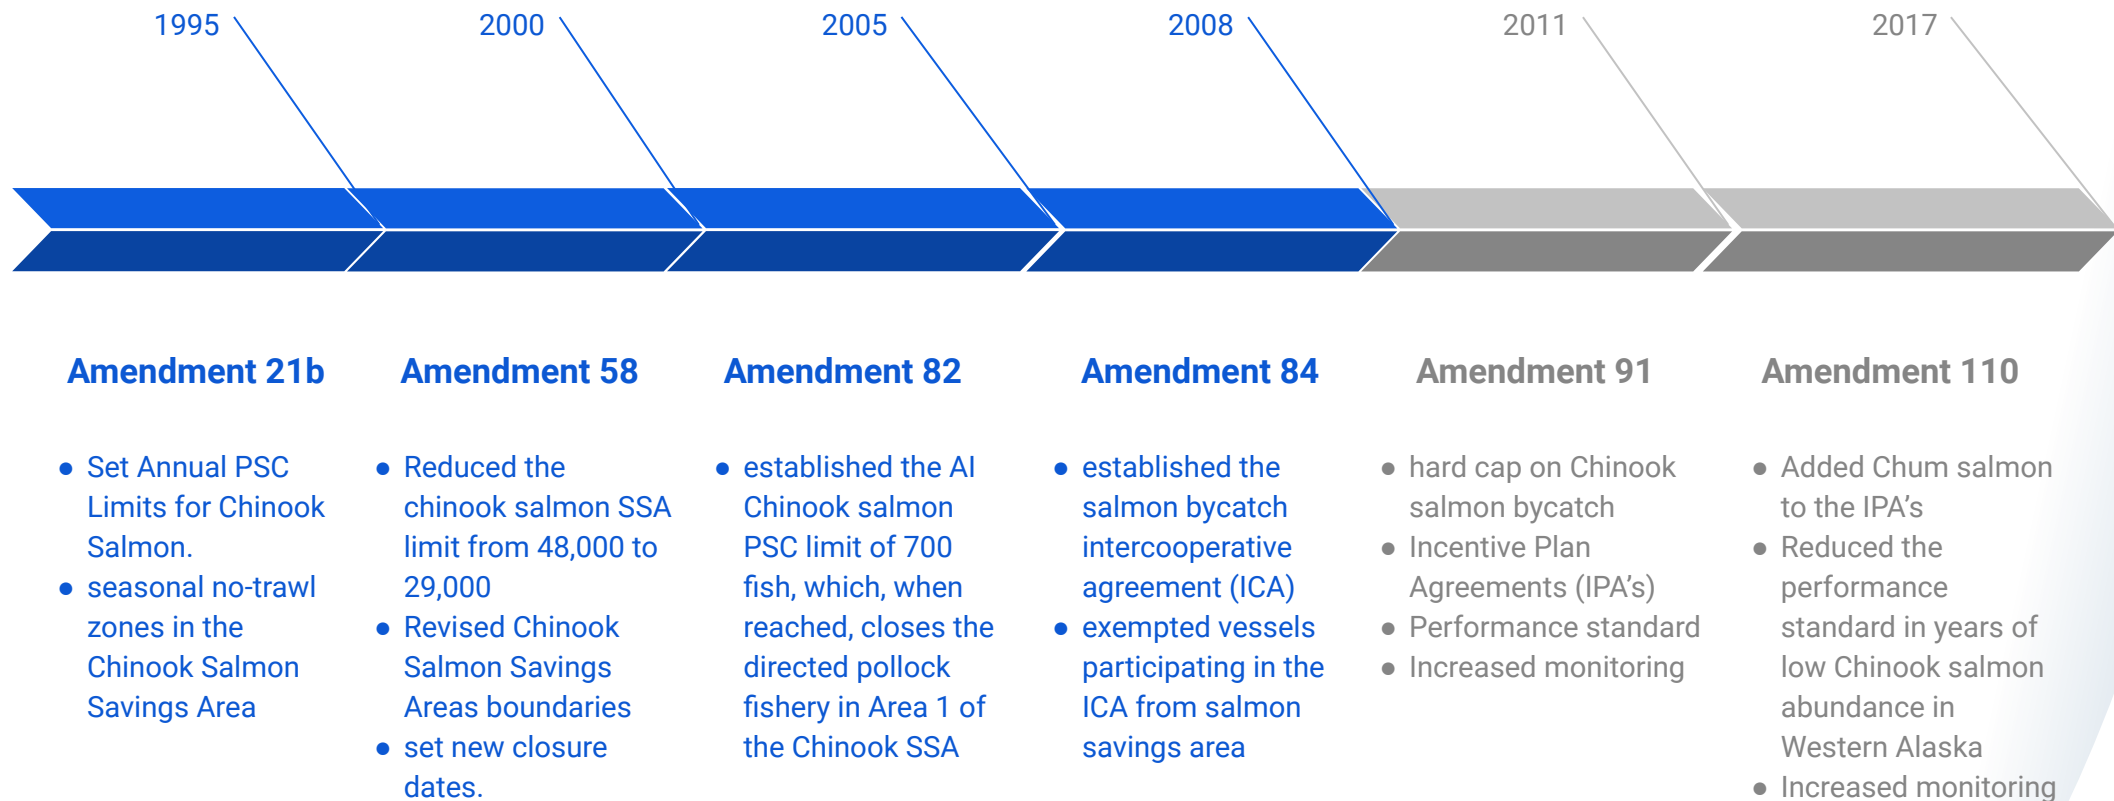 1995
2000
2005
2008
2011
2017
Amendment 21b
● Set Annual PSC
Limits for Chinook
Salmon.
● seasonal no-trawl
zones in the
Chinook Salmon
Savings Area
Amendment 58
● Reduced the
chinook salmon SSA
limit from 48,000 to
29,000
● Revised Chinook
Salmon Savings
Areas boundaries
● set new closure
dates.
Amendment 82
● established the AI
Chinook salmon
PSC limit of 700
fish, which, when
reached, closes the
directed pollock
fishery in Area 1 of
the Chinook SSA
Amendment 84
● established the
salmon bycatch
intercooperative
agreement (ICA)
● exempted vessels
participating in the
ICA from salmon
savings area
Amendment 91
● hard cap on Chinook
salmon bycatch
● Incentive Plan
Agreements (IPA’s)
● Performance standard
● Increased monitoring
Amendment 110
● Added Chum salmon
to the IPA’s
● Reduced the
performance
standard in years of
low Chinook salmon
abundance in
Western Alaska
● Increased monitoring